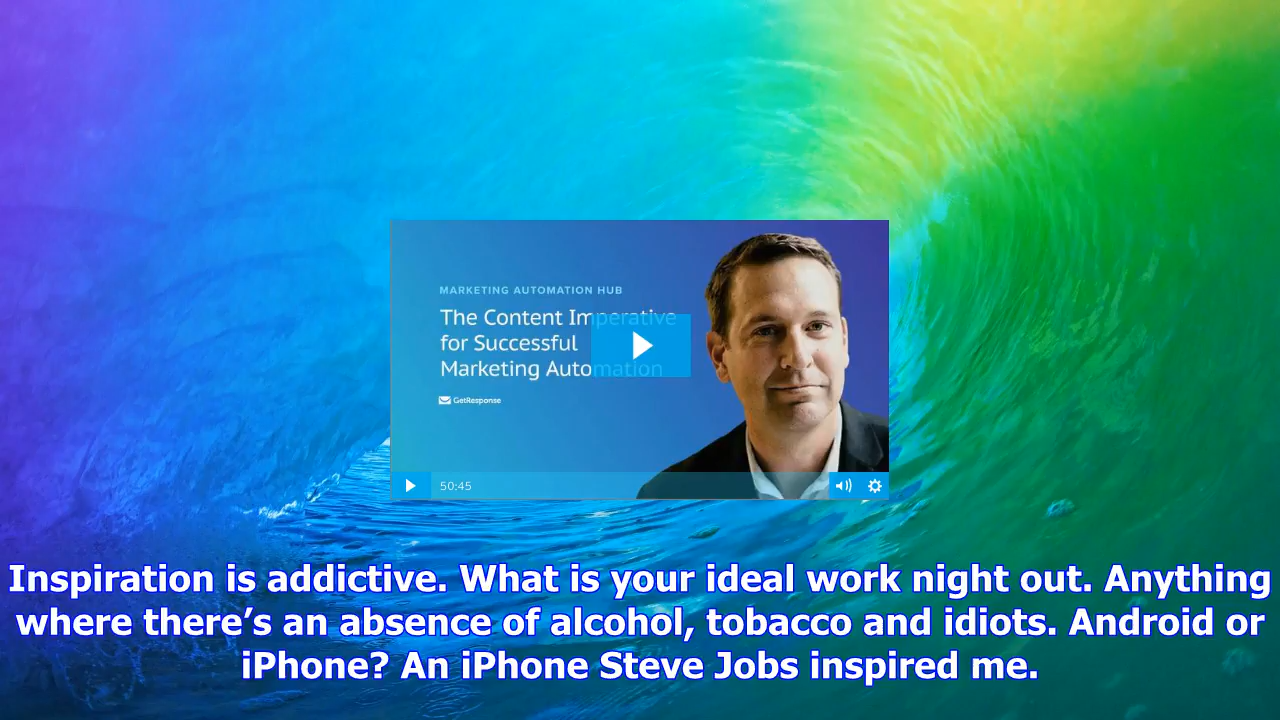 MARKETING AUTOMATION HUB
The Content Imperative
for Successful
Marketing Automation
GetResponse
50:45
Inspiration is addictive. What is your ideal work night out. Anything
where there’s an absence of alcohol, tobacco and idiots. Android or
iPhone? An iPhone Steve Jobs inspired me.